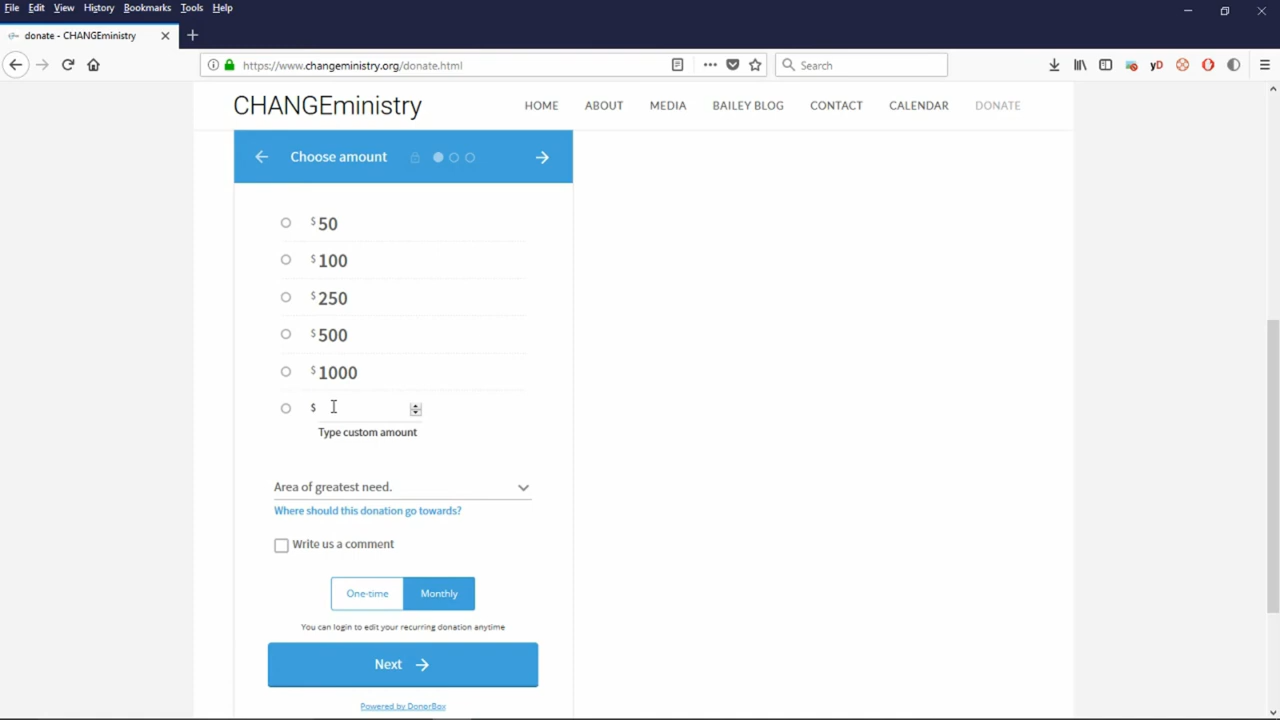 File Edit View History Bookmarks Tools Help
donate - CHANGEministry
https://www.changeministry.org/donate.html
Search
yD
CHANGEministry
HOME ABOUT MEDIA BAILEY BLOG CONTACT CALENDAR DONATE
Choose amount
$50
$100
$250
$500
$1000
$
Type custom amount
Area of greatest need.
Where should this donation go towards?
Write us a comment
One-time Monthly
You can login to edit your recurring donation anytime
Next
Powered by DonorBox